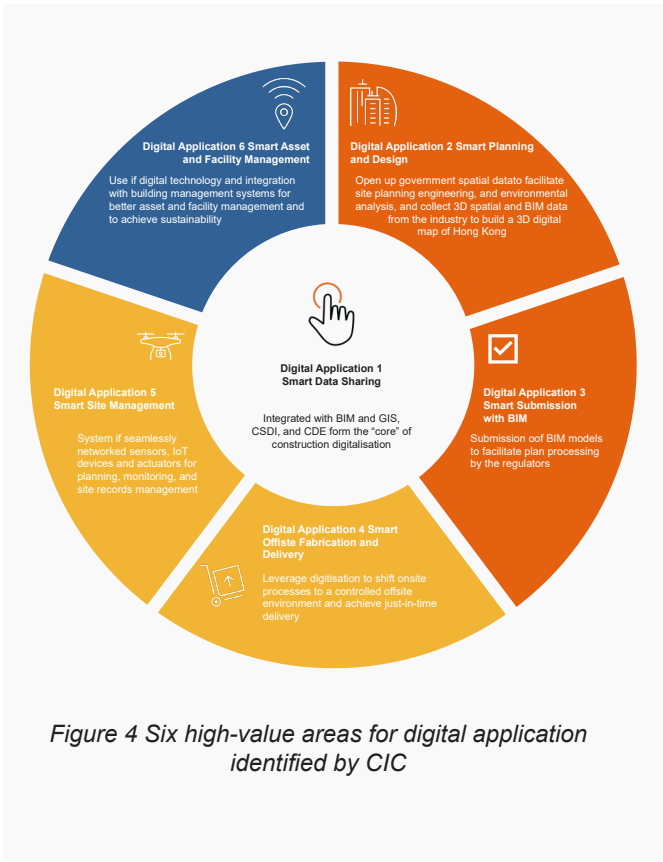 Digital Application 6 Smart Asset
and Facility Management
Use if digital technology and integration
with building management systems for
better asset and facility management and
to achieve sustainability
Digital Application 2 Smart Planning
and Design
Open up government spatial datato facilitate
site planning engineering, and environmental
analysis, and collect 3D spatial and BIM data
from the industry to build a 3D digital
map of Hong Kong
Digital Application 1
Smart Data Sharing
Integrated with BIM and GIS,
CSDI, and CDE form the “core” of
construction digitalisation
Digital Application 5
Smart Site Management
System if seamlessly
networked sensors, IoT
devices and actuators for
planning, monitoring, and
site records management
Digital Application 3
Smart Submission
with BIM
Submission oof BIM models
to facilitate plan processing
by the regulators
Digital Application 4 Smart
Offiste Fabrication and
Delivery
Leverage digitisation to shift onsite
processes to a controlled offsite
environment and achieve just-in-time
delivery
Figure 4 Six high-value areas for digital application
identified by CIC